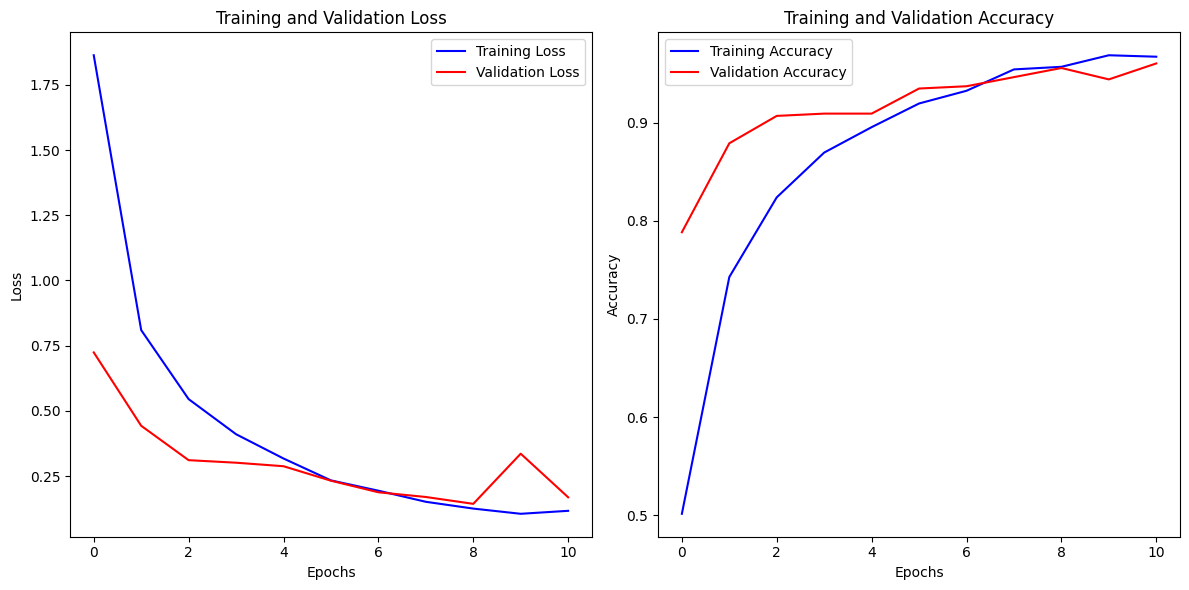 Training and Validation Loss
Training Loss
Validation Loss
1.75
1.50
1.25
1.00
0.75
0.50
0.25
Loss
0 2 4 6 8 10
Epochs
Training and Validation Accuracy
Training Accuracy
Validation Accuracy
0.9
0.8
0.7
0.6
0.5
Accuracy
0 2 4 6 8 10
Epochs